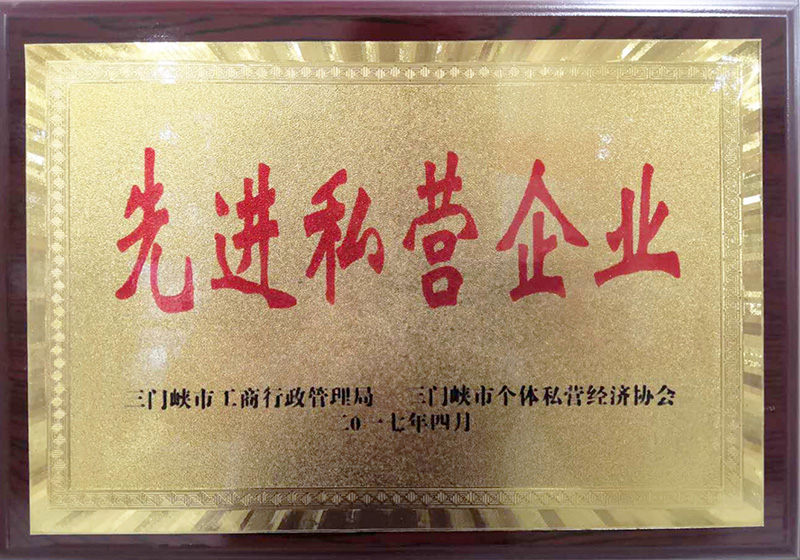 先进私营企业
三门峡市工商行政管理局 三门峡市个体私营经济协会
二0一七年四月